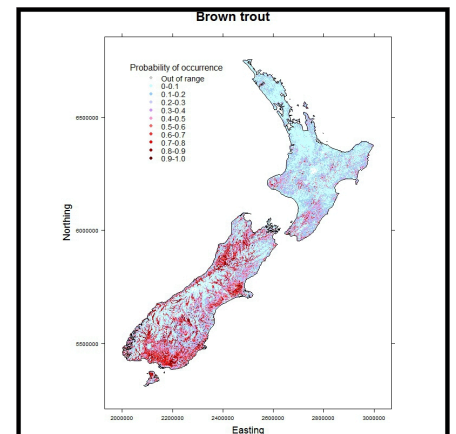 Brown trout
Probability of occurrence
Out of range
0-0.1
0.1-0.2
0.2-0.3
0.3-0.4
0.4-0.5
0.5-0.6
0.6-0.7
0.7-0.8
0.8-0.9
0.9-1.0
6500000
6000000
5500000
Northing
2000000 2200000 2400000 2600000 2800000 3000000
Easting